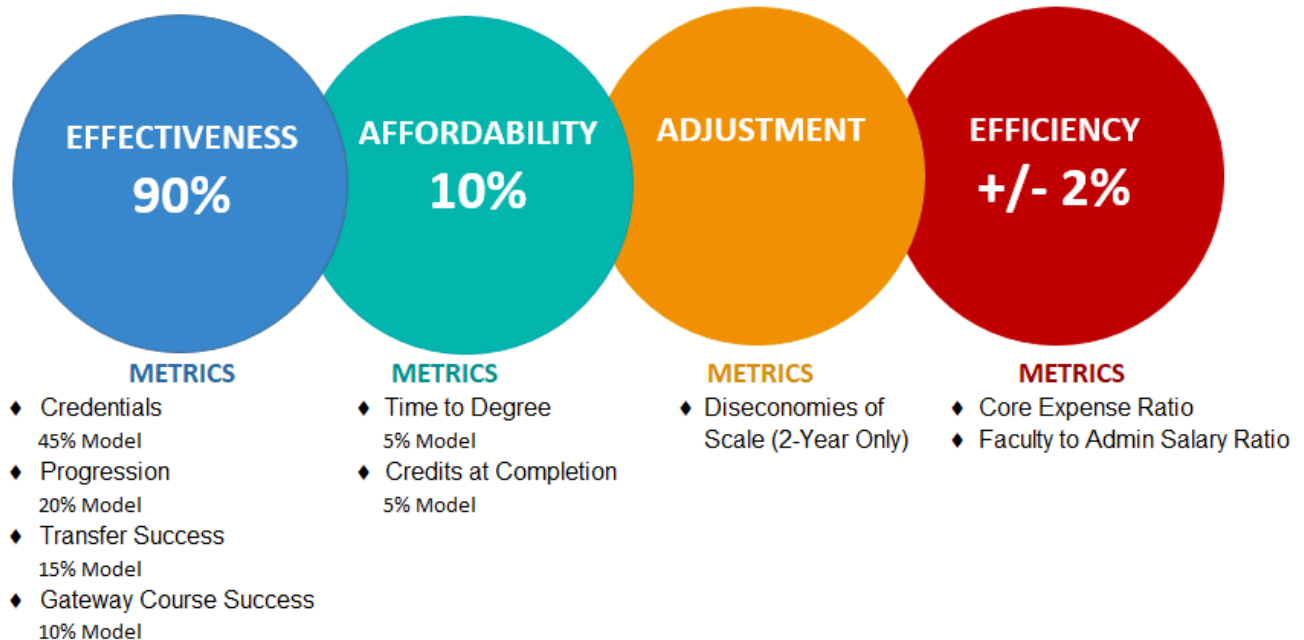 EFFECTIVENESS
90%
AFFORDABILITY
10%
ADJUSTMENT
EFFICIENCY
+/- 2%
METRICS
♦ Credentials
45% Model
♦ Progression
20% Model
♦ Transfer Success
15% Model
♦ Gateway Course Success
10% Model
METRICS
♦ Time to Degree
5% Model
♦ Credits at Completion
5% Model
METRICS
♦ Diseconomies of
Scale (2-Year Only)
METRICS
♦ Core Expense Ratio
♦ Faculty to Admin Salary Ratio